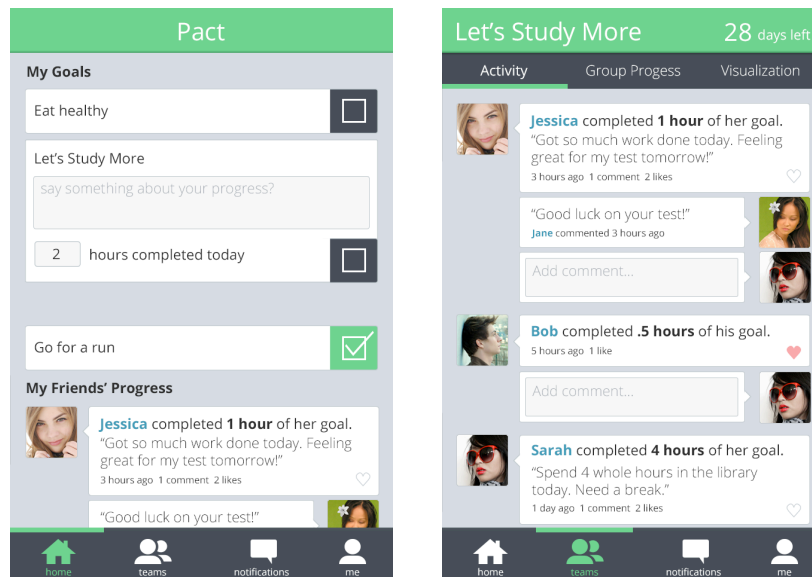 Pact
My Goals
Eat healthy
Let's Study More
say something about your progress?
2 hours completed today
Go for a run
My Friends' Progress
Jessica completed 1 hour of her goal.
"Got so much work done today. Feeling
great for my test tomorrow!"
3 hours ago 1 comment 2 likes
"Good luck on your test!"
home teams notifications me
Let's Study More 28 days left
Activity Group Progess Visualization
Jessica completed 1 hour of her goal.
"Got so much work done today. Feeling
great for my test tomorrow!"
3 hours ago 1 comment 2 likes
"Good luck on your test!"
Jane commented 3 hours ago
Add comment...
Bob completed .5 hours of his goal.
5 hours ago 1 like
Add comment...
Sarah completed 4 hours of her goal.
"Spend 4 whole hours in the library
today. Need a break."
1 day ago 1 comment 2 likes
home teams notifications me